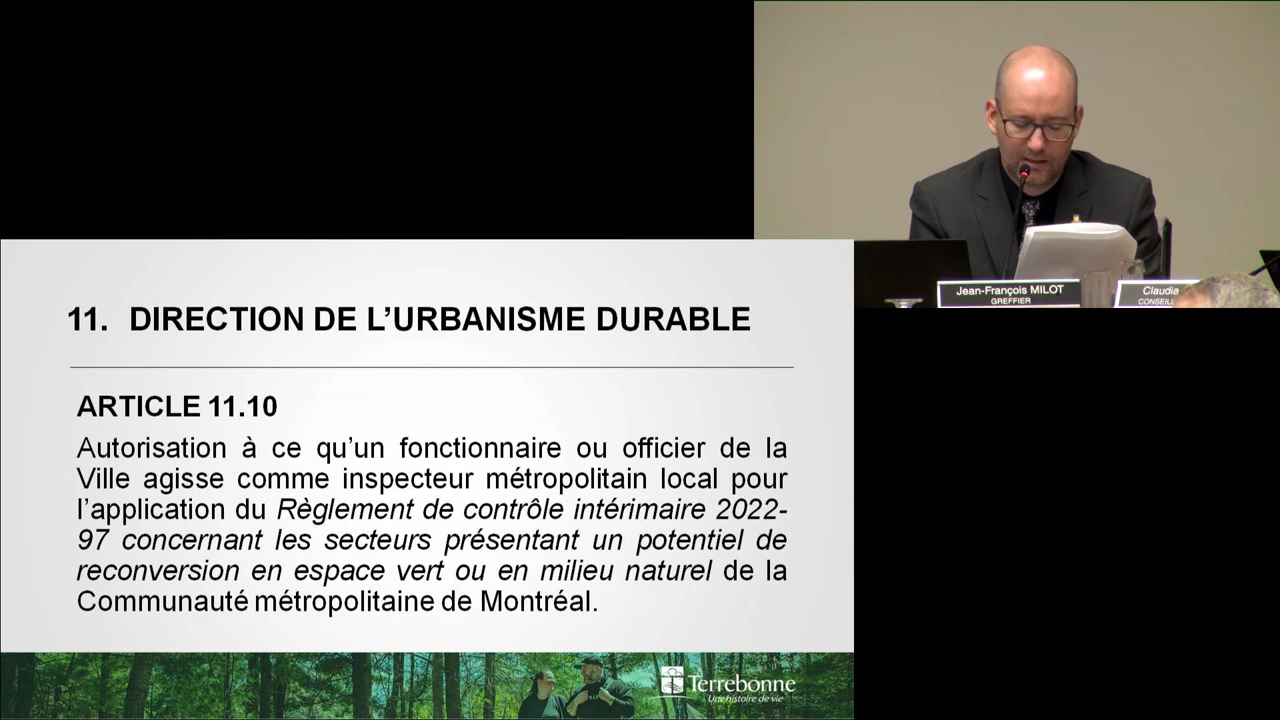 Jean-François MILOT
GREFFIER
Claudia
11. DIRECTION DE L’URBANISME DURABLE
ARTICLE 11.10
Autorisation à ce qu’un fonctionnaire ou officier de la
Ville agisse comme inspecteur métropolitain local pour
l’application du Règlement de contrôle intérimaire 2022-
97 concernant les secteurs présentant un potentiel de
reconversion en espace vert ou en milieu naturel de la
Communauté métropolitaine de Montréal.
Terrebonne
Une histoire de vie